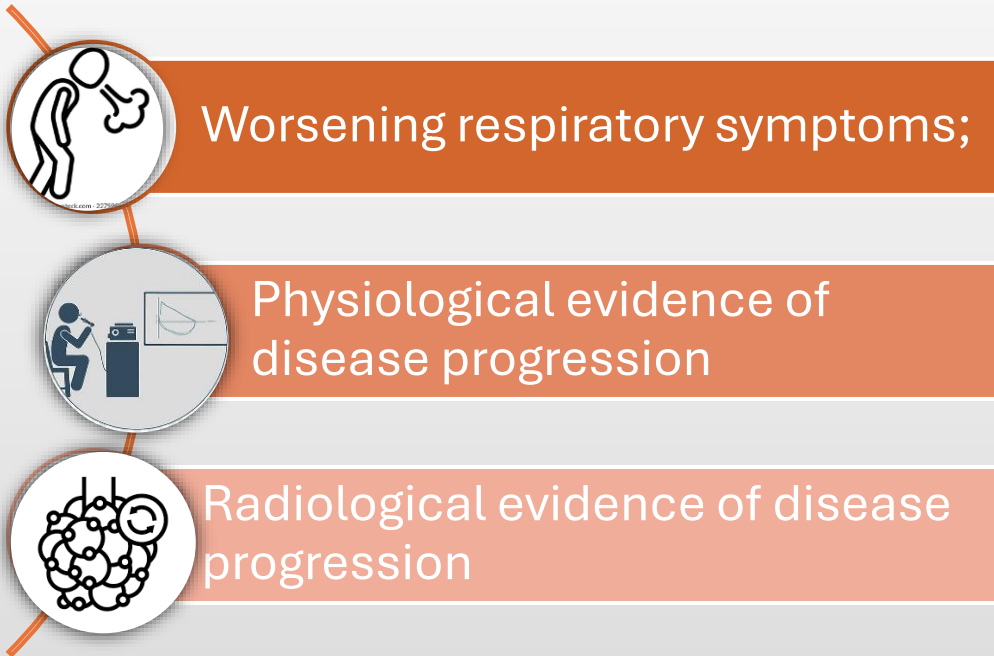 Worsening respiratory symptoms;
Physiological evidence of
disease progression
Radiological evidence of disease
progression